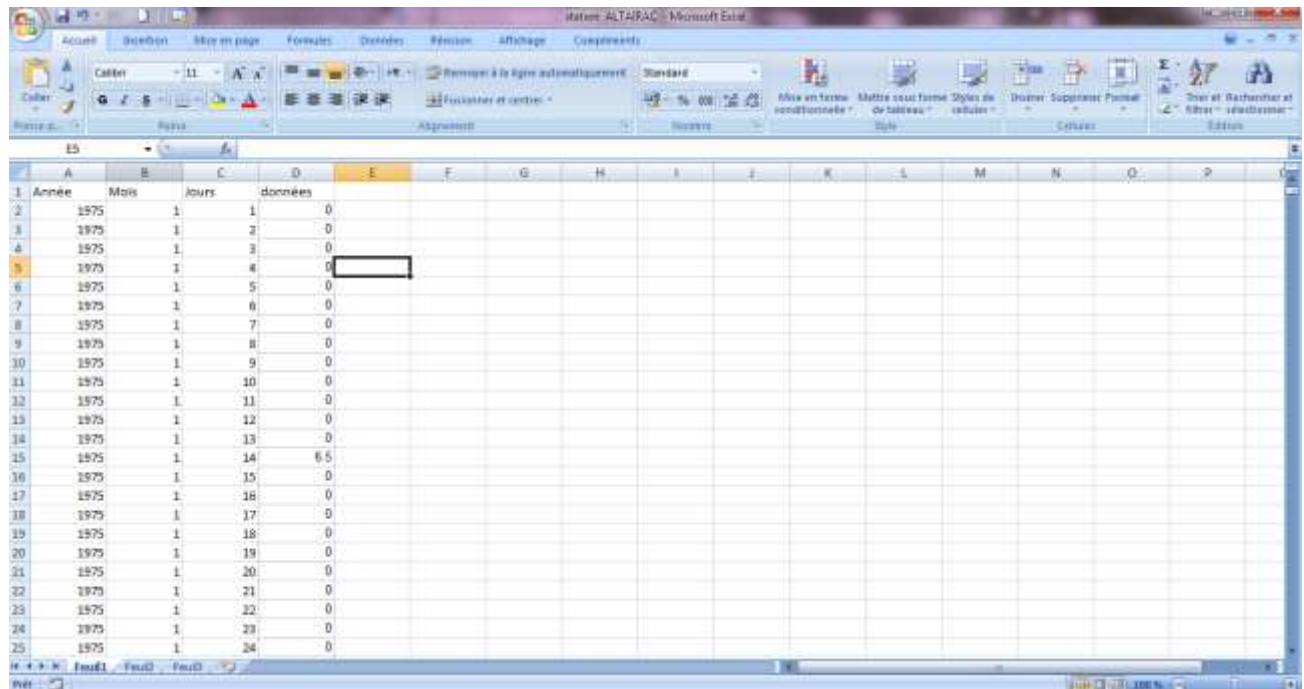 station ALTAIRAC - Microsoft Excel
Accueil Insertion Mise en page Formules Données Révision Affichage Compléments
Calibri 11 Renvoyer à la ligne automatiquement Standard
Coller G I S Fusionner et centrer % 000 Mise en forme conditionnelle Mettre sous forme de tableau Styles de cellules Insérer Supprimer Format Trier et filtrer Rechercher et sélectionner
Police Alignement Nombre Style Cellules Édition
E5 fx
A B C D E F G H I J K L M N O P
1 Année Mois Jours données
2 1975 1 1 0
3 1975 1 2 0
4 1975 1 3 0
5 1975 1 4 0
6 1975 1 5 0
7 1975 1 6 0
8 1975 1 7 0
9 1975 1 8 0
10 1975 1 9 0
11 1975 1 10 0
12 1975 1 11 0
13 1975 1 12 0
14 1975 1 13 0
15 1975 1 14 6.5
16 1975 1 15 0
17 1975 1 16 0
18 1975 1 17 0
19 1975 1 18 0
20 1975 1 19 0
21 1975 1 20 0
22 1975 1 21 0
23 1975 1 22 0
24 1975 1 23 0
25 1975 1 24 0
Feuil1 Feuil2 Feuil3
Prêt 100 %